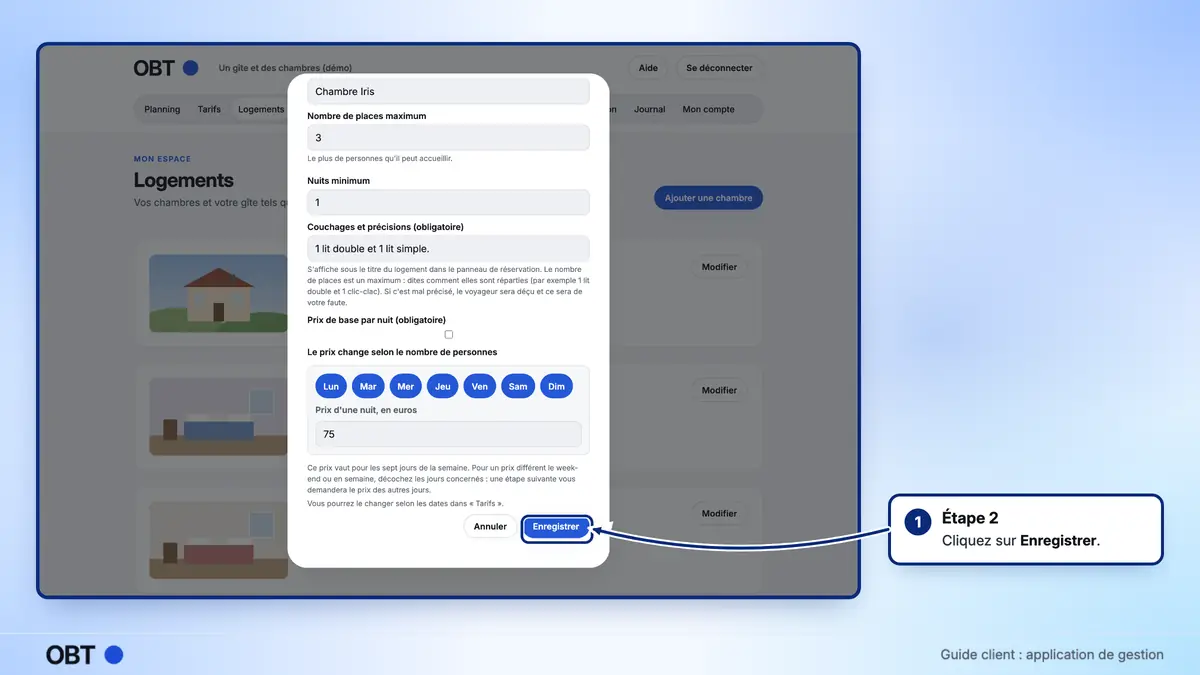 OBT
Un gîte et des chambres (démo)
Aide
Se déconnecter
Planning
Tarifs
Logements
Journal
Mon compte
MON ESPACE
Logements
Vos chambres et votre gîte tels
Ajouter une chambre
Modifier
Modifier
Modifier
Chambre Iris
Nombre de places maximum
3
Le plus de personnes qu'il peut accueillir.
Nuits minimum
1
Couchages et précisions (obligatoire)
1 lit double et 1 lit simple.
S'affiche sous le titre du logement dans le panneau de réservation. Le nombre
de places est un maximum : dites comment elles sont réparties (par exemple 1 lit
double et 1 clic-clac). Si c'est mal précisé, le voyageur sera déçu et ce sera de
votre faute.
Prix de base par nuit (obligatoire)
Le prix change selon le nombre de personnes
Lun Mar Mer Jeu Ven Sam Dim
Prix d'une nuit, en euros
75
Ce prix vaut pour les sept jours de la semaine. Pour un prix différent le week-
end ou en semaine, décochez les jours concernés : une étape suivante vous
demandera le prix des autres jours.
Vous pourrez le changer selon les dates dans « Tarifs ».
Annuler
Enregistrer
1
Étape 2
Cliquez sur Enregistrer.
OBT
Guide client : application de gestion